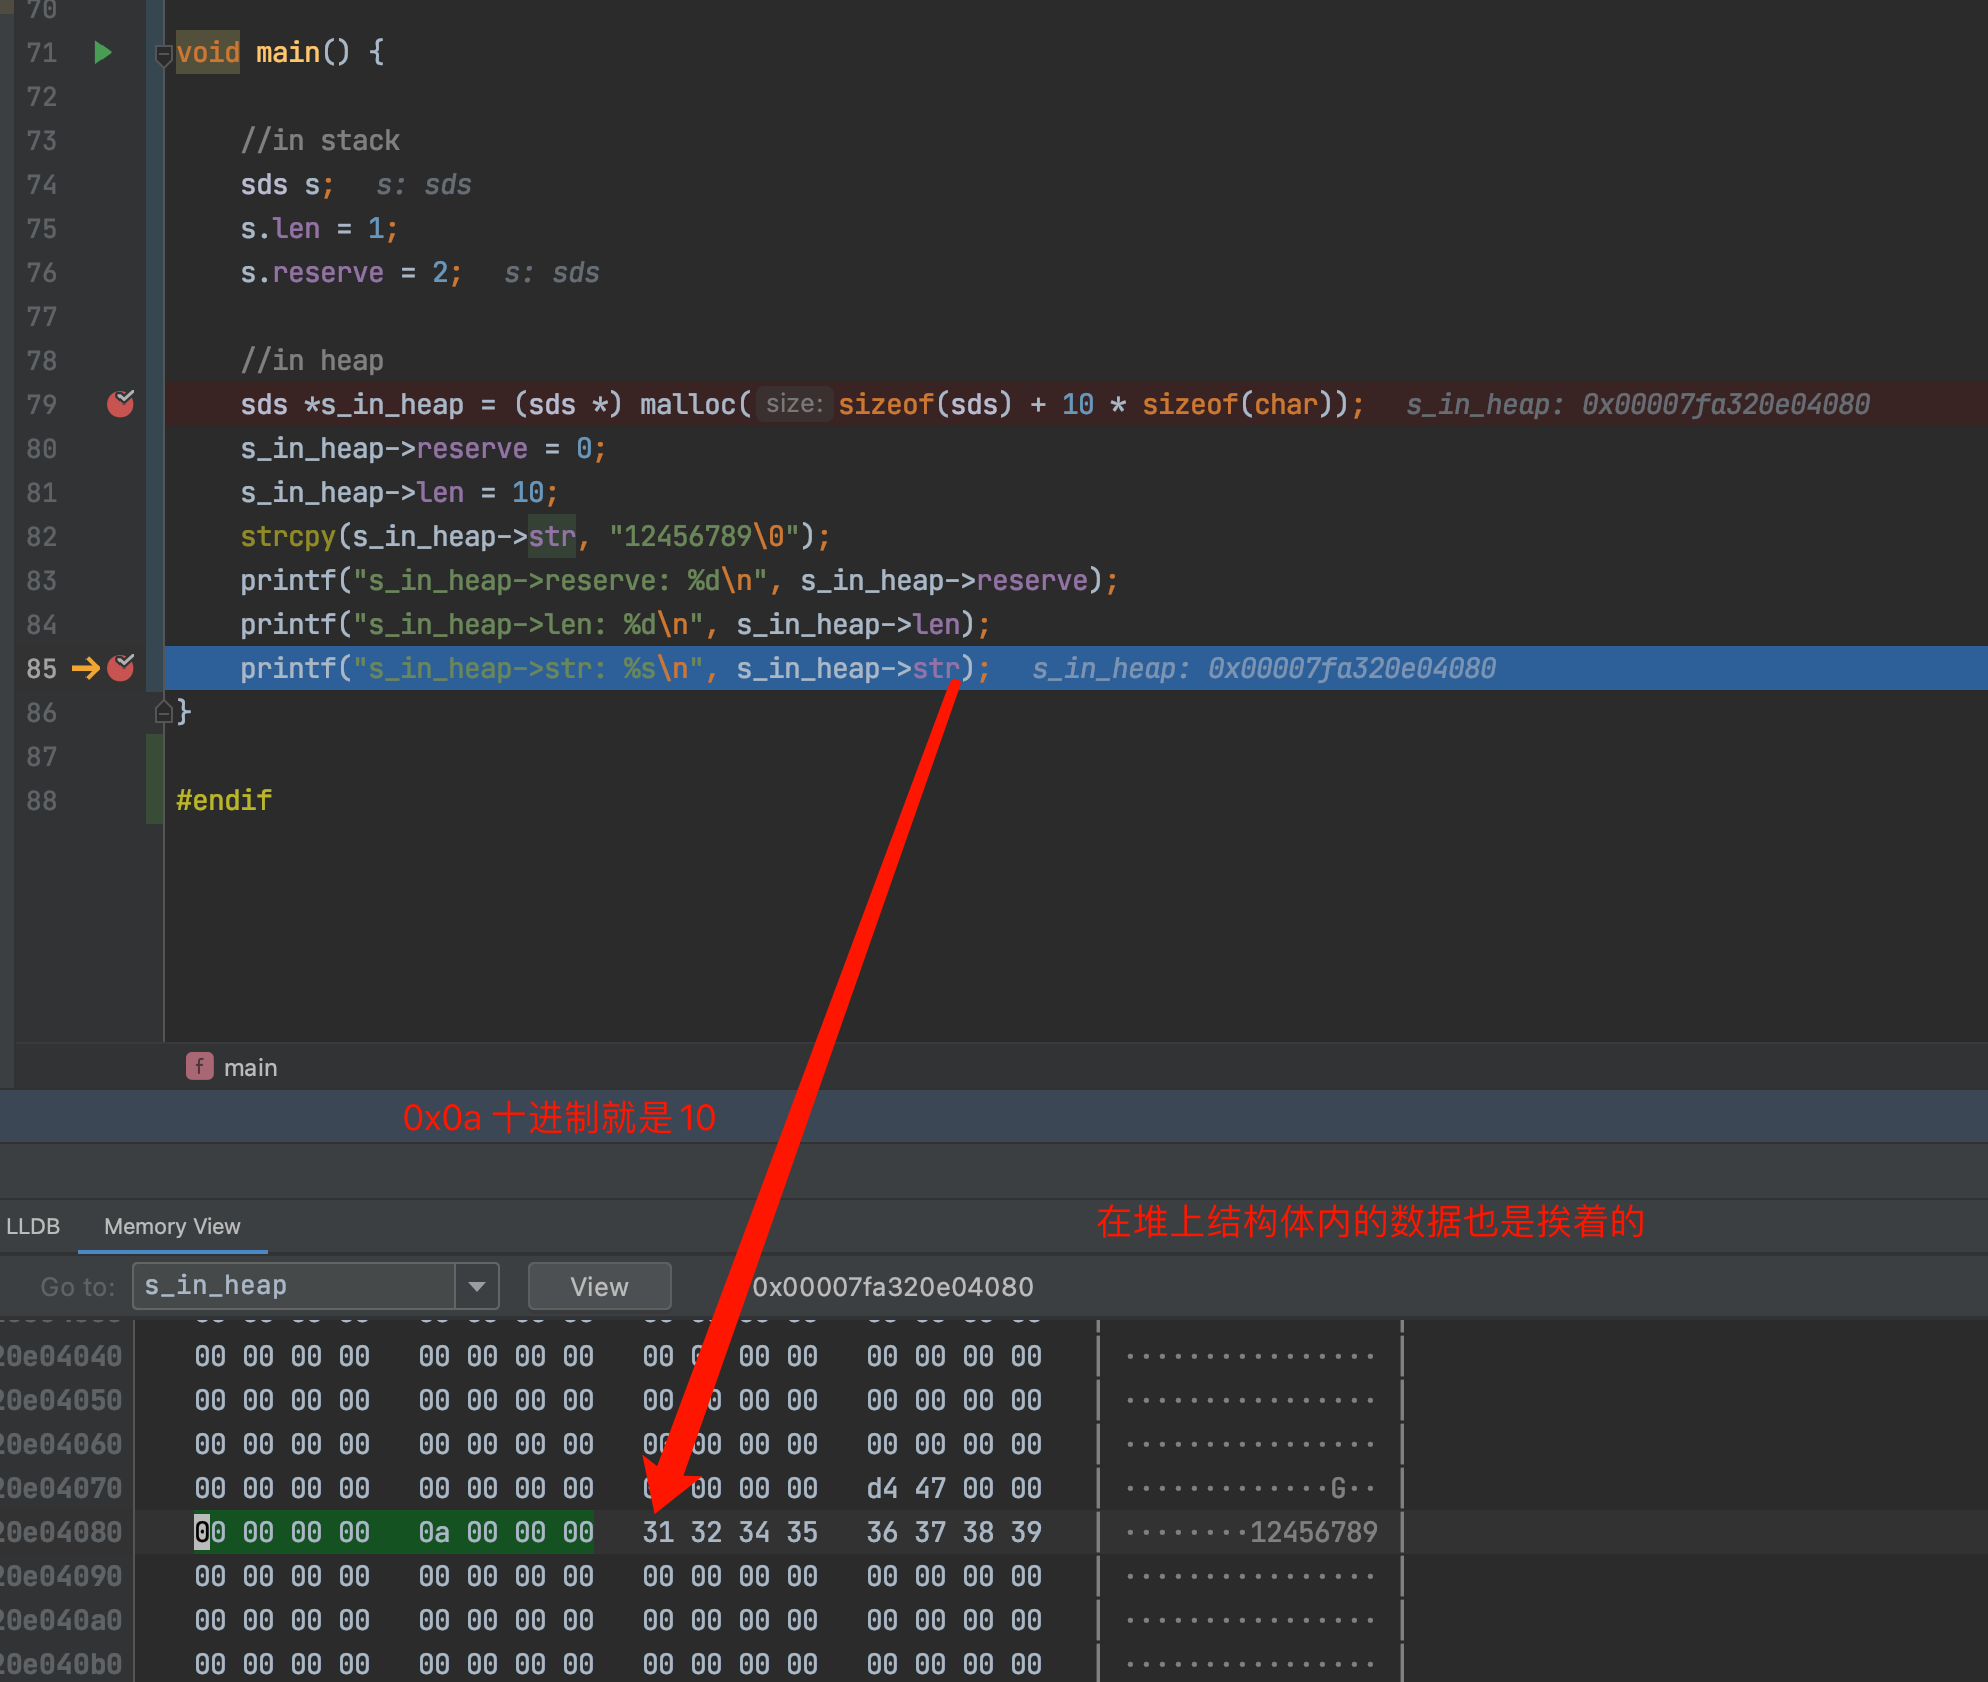 70
71 void main() {
72
73 //in stack
74 sds s; s: sds
75 s.len = 1;
76 s.reserve = 2; s: sds
77
78 //in heap
79 sds *s_in_heap = (sds *) malloc( size: sizeof(sds) + 10 * sizeof(char)); s_in_heap: 0x00007fa320e04080
80 s_in_heap->reserve = 0;
81 s_in_heap->len = 10;
82 strcpy(s_in_heap->str, "12456789\0");
83 printf("s_in_heap->reserve: %d\n", s_in_heap->reserve);
84 printf("s_in_heap->len: %d\n", s_in_heap->len);
85 printf("s_in_heap->str: %s\n", s_in_heap->str); s_in_heap: 0x00007fa320e04080
86 }
87
88 #endif
f main
0x0a 十进制就是10
在堆上结构体内的数据也是挨着的
LLDB Memory View
Go to: s_in_heap View 0x00007fa320e04080
20e04040 00 00 00 00 00 00 00 00 00 00 00 00 00 00 00 ················
20e04050 00 00 00 00 00 00 00 00 00 00 00 00 00 00 00 ················
20e04060 00 00 00 00 00 00 00 00 00 00 00 00 00 00 00 00 ················
20e04070 00 00 00 00 00 00 00 00 00 00 00 d4 47 00 00 ·············G··
20e04080 00 00 00 00 0a 00 00 00 31 32 34 35 36 37 38 39 ········12456789
20e04090 00 00 00 00 00 00 00 00 00 00 00 00 00 00 00 00 ················
20e040a0 00 00 00 00 00 00 00 00 00 00 00 00 00 00 00 00 ················
20e040b0 00 00 00 00 00 00 00 00 00 00 00 00 00 00 00 00 ················